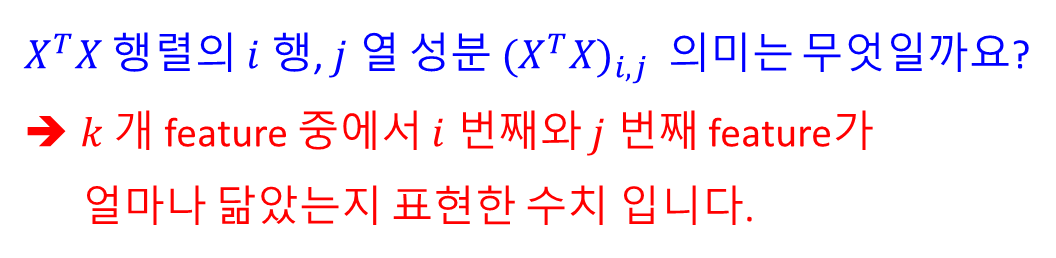 𝑋ᵀ𝑋 행렬의 𝑖 행, 𝑗 열 성분 (𝑋ᵀ𝑋)ᵢ,ⱼ 의미는 무엇일까요?
➔ 𝑘 개 feature 중에서 𝑖 번째와 𝑗 번째 feature가
얼마나 닮았는지 표현한 수치 입니다.